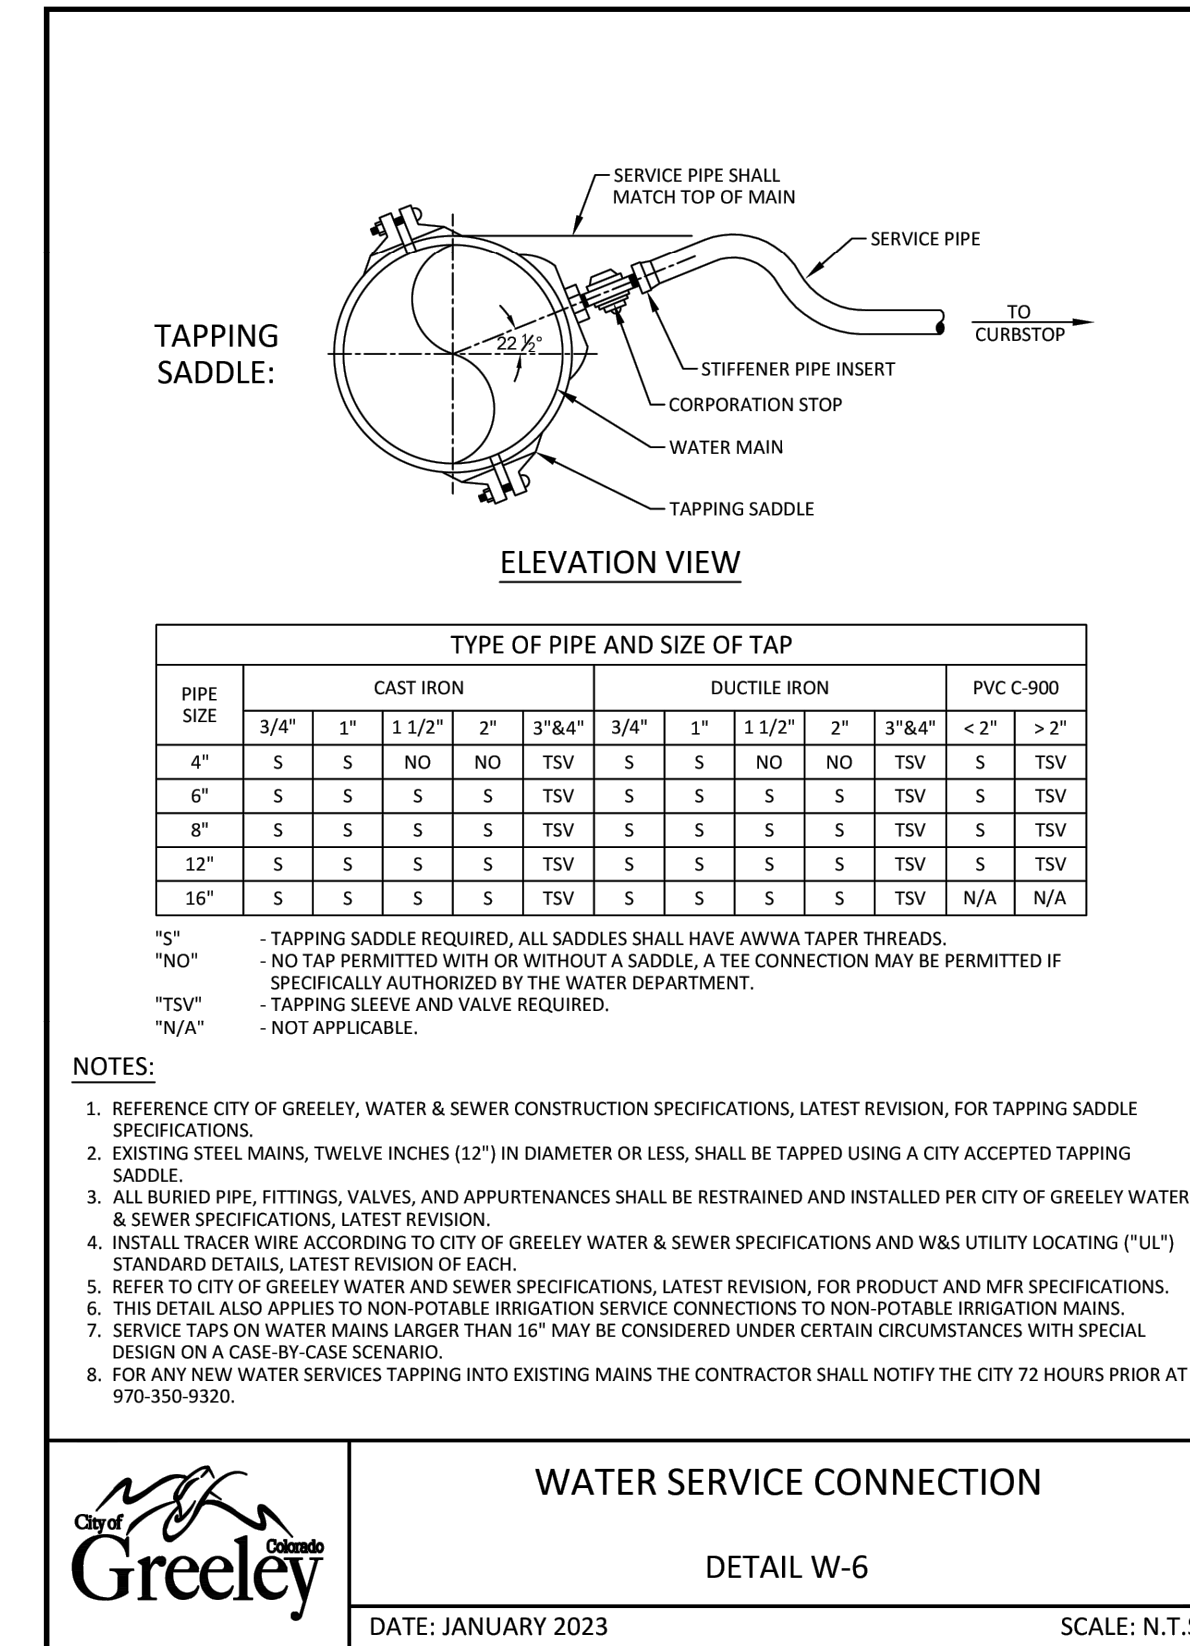 SERVICE PIPE SHALL
MATCH TOP OF MAIN
SERVICE PIPE
TO
CURBSTOP
TAPPING
SADDLE:
22 ½°
STIFFENER PIPE INSERT
CORPORATION STOP
WATER MAIN
TAPPING SADDLE
ELEVATION VIEW
TYPE OF PIPE AND SIZE OF TAP
PIPE SIZE CAST IRON DUCTILE IRON PVC C-900
3/4" 1" 1 1/2" 2" 3"&4" 3/4" 1" 1 1/2" 2" 3"&4" < 2" > 2"
4" S S NO NO TSV S S NO NO TSV S TSV
6" S S S S TSV S S S S TSV S TSV
8" S S S S TSV S S S S TSV S TSV
12" S S S S TSV S S S S TSV S TSV
16" S S S S TSV S S S S TSV N/A N/A
"S" - TAPPING SADDLE REQUIRED, ALL SADDLES SHALL HAVE AWWA TAPER THREADS.
"NO" - NO TAP PERMITTED WITH OR WITHOUT A SADDLE, A TEE CONNECTION MAY BE PERMITTED IF
SPECIFICALLY AUTHORIZED BY THE WATER DEPARTMENT.
"TSV" - TAPPING SLEEVE AND VALVE REQUIRED.
"N/A" - NOT APPLICABLE.
NOTES:
1. REFERENCE CITY OF GREELEY, WATER & SEWER CONSTRUCTION SPECIFICATIONS, LATEST REVISION, FOR TAPPING SADDLE
SPECIFICATIONS.
2. EXISTING STEEL MAINS, TWELVE INCHES (12") IN DIAMETER OR LESS, SHALL BE TAPPED USING A CITY ACCEPTED TAPPING
SADDLE.
3. ALL BURIED PIPE, FITTINGS, VALVES, AND APPURTENANCES SHALL BE RESTRAINED AND INSTALLED PER CITY OF GREELEY WATER
& SEWER SPECIFICATIONS, LATEST REVISION.
4. INSTALL TRACER WIRE ACCORDING TO CITY OF GREELEY WATER & SEWER SPECIFICATIONS AND W&S UTILITY LOCATING ("UL")
STANDARD DETAILS, LATEST REVISION OF EACH.
5. REFER TO CITY OF GREELEY WATER AND SEWER SPECIFICATIONS, LATEST REVISION, FOR PRODUCT AND MFR SPECIFICATIONS.
6. THIS DETAIL ALSO APPLIES TO NON-POTABLE IRRIGATION SERVICE CONNECTIONS TO NON-POTABLE IRRIGATION MAINS.
7. SERVICE TAPS ON WATER MAINS LARGER THAN 16" MAY BE CONSIDERED UNDER CERTAIN CIRCUMSTANCES WITH SPECIAL
DESIGN ON A CASE-BY-CASE SCENARIO.
8. FOR ANY NEW WATER SERVICES TAPPING INTO EXISTING MAINS THE CONTRACTOR SHALL NOTIFY THE CITY 72 HOURS PRIOR AT
970-350-9320.
City of
Greeley
Colorado
WATER SERVICE CONNECTION
DETAIL W-6
DATE: JANUARY 2023 SCALE: N.T.S